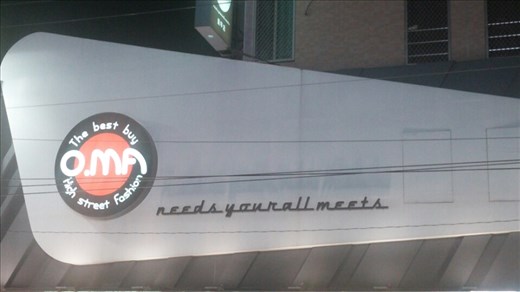 The best buy
O.MA
high street fashion
needs your all meets